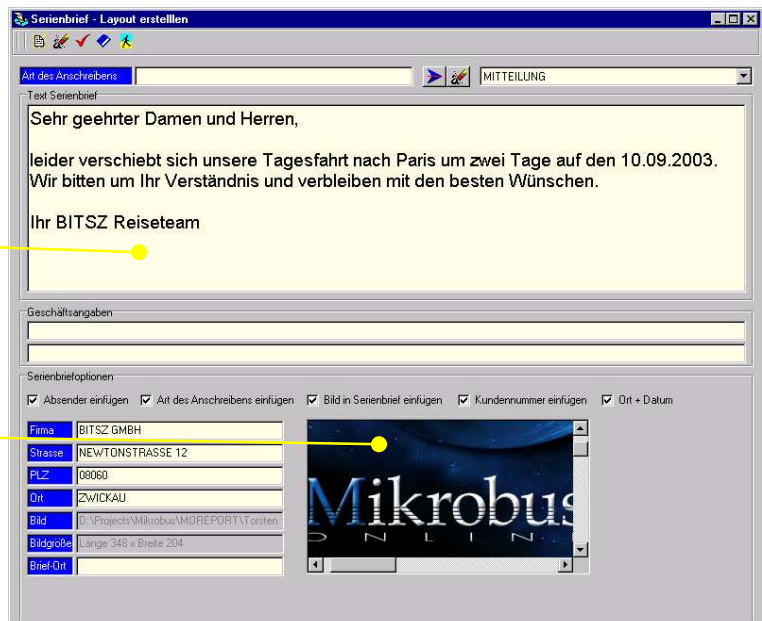 Serienbrief - Layout erstelllen
Art des Anschreibens
MITTEILUNG
Text Serienbrief
Sehr geehrter Damen und Herren,
leider verschiebt sich unsere Tagesfahrt nach Paris um zwei Tage auf den 10.09.2003.
Wir bitten um Ihr Verständnis und verbleiben mit den besten Wünschen.
Ihr BITSZ Reiseteam
Geschäftsangaben
Serienbriefoptionen
Absender einfügen Art des Anschreibens einfügen Bild in Serienbrief einfügen Kundennummer einfügen Ort + Datum
Firma BITSZ GMBH
Strasse NEWTONSTRASSE 12
PLZ 08060
Ort ZWICKAU
Bild D:\Projects\Mikrobus\MOREPORT\Torsten
Bildgröße Länge 348 x Breite 204
Brief-Ort
Mikrobus
ONLIN